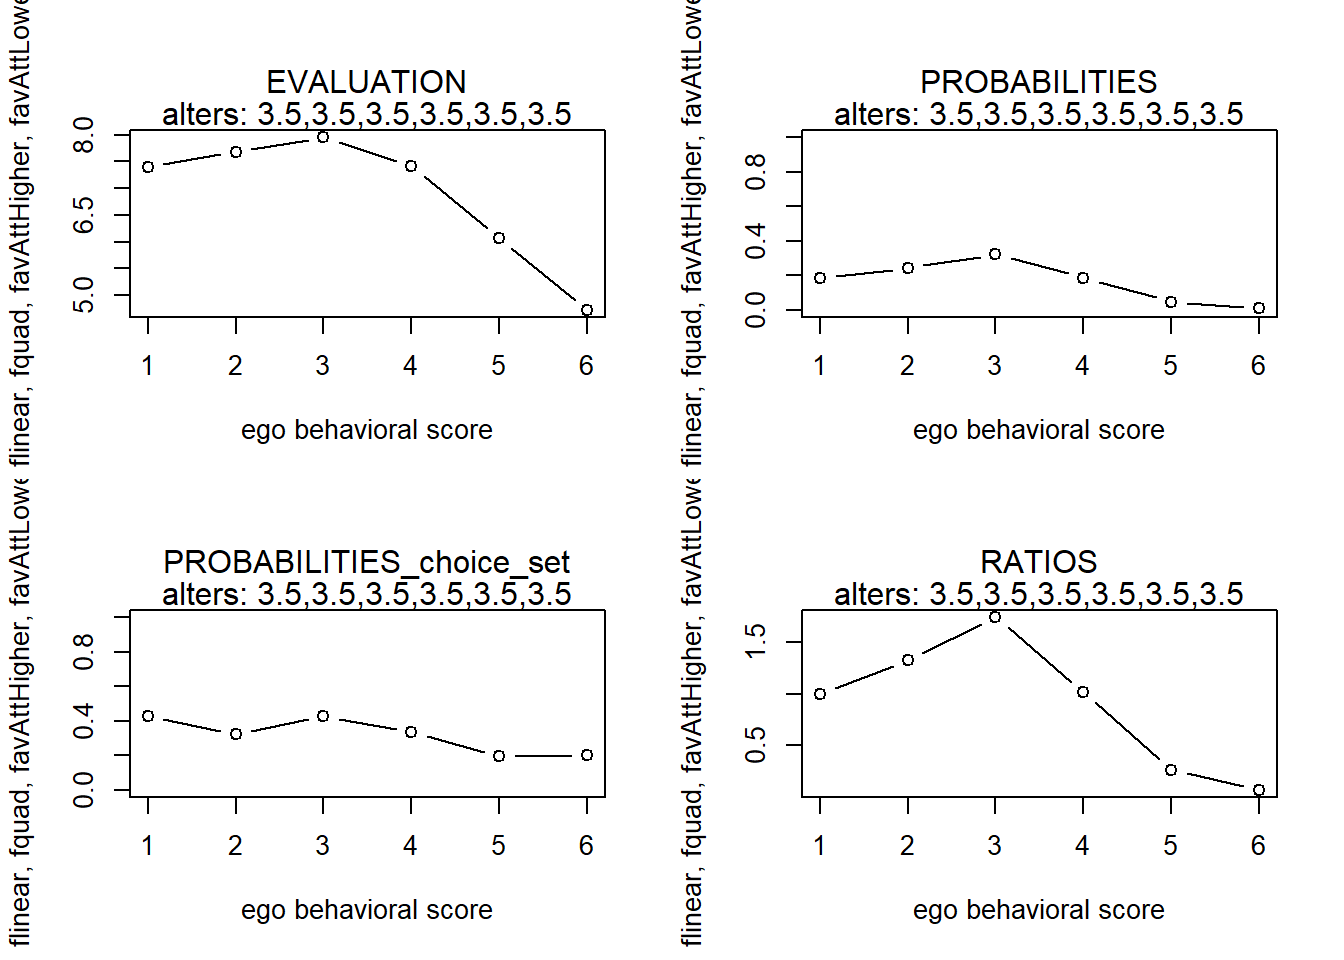 EVALUATION
alters: 3.5,3.5,3.5,3.5,3.5,3.5
flinear, fquad, favAttHigher, favAttLowe
8.0
6.5
5.0
1 2 3 4 5 6
ego behavioral score
PROBABILITIES
alters: 3.5,3.5,3.5,3.5,3.5,3.5
flinear, fquad, favAttHigher, favAttLowe
0.8
0.4
0.0
1 2 3 4 5 6
ego behavioral score
PROBABILITIES_choice_set
alters: 3.5,3.5,3.5,3.5,3.5,3.5
flinear, fquad, favAttHigher, favAttLowe
0.8
0.4
0.0
1 2 3 4 5 6
ego behavioral score
RATIOS
alters: 3.5,3.5,3.5,3.5,3.5,3.5
flinear, fquad, favAttHigher, favAttLowe
1.5
0.5
1 2 3 4 5 6
ego behavioral score